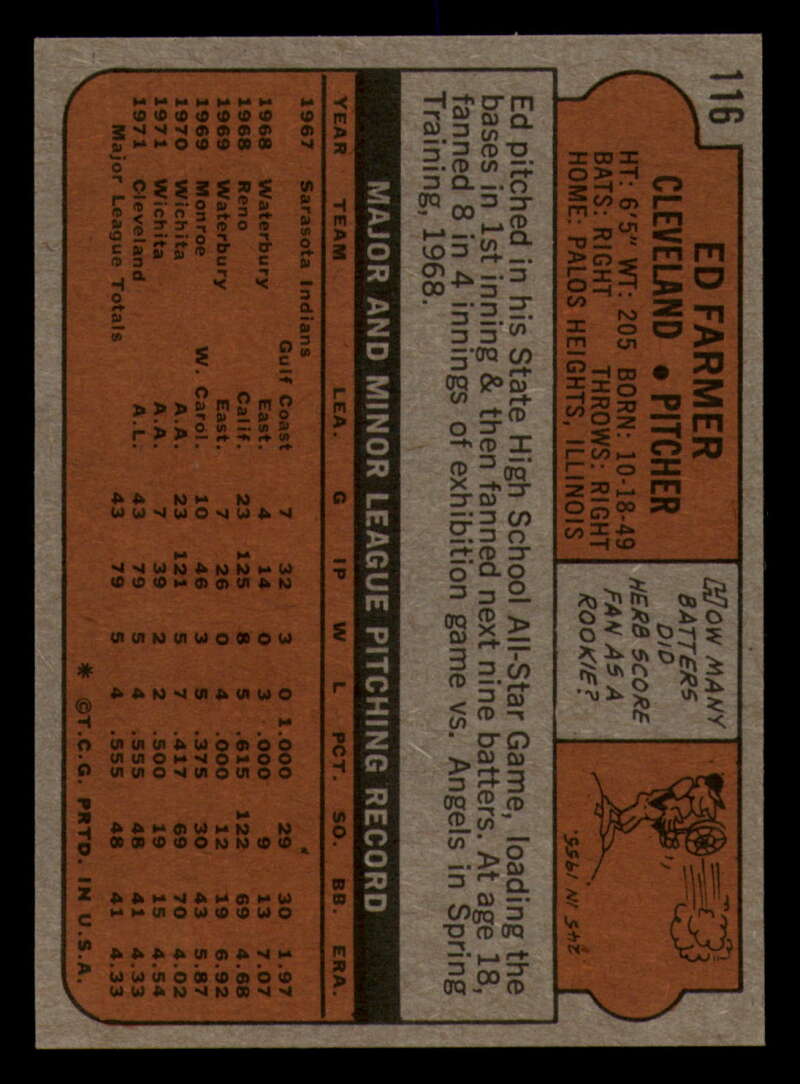 116
ED FARMER
CLEVELAND • PITCHER
HT: 6'5" WT: 205 BORN: 10-18-49
BATS: RIGHT THROWS: RIGHT
HOME: PALOS HEIGHTS, ILLINOIS
HOW MANY
BATTERS
DID
HERB SCORE
FAN AS A
ROOKIE?
245 IN 1955.
Ed pitched in his State High School All-Star Game, loading the
bases in 1st inning & then fanned next nine batters. At age 18,
fanned 8 in 4 innings of exhibition game vs. Angels in Spring
Training, 1968.
MAJOR AND MINOR LEAGUE PITCHING RECORD
YEAR TEAM LEA. G IP W L PCT. SO. BB. ERA.
1967 Sarasota Indians
Gulf Coast 7 32 3 0 1.000 29 30 1.97
1968 Waterbury East. 4 14 0 3 .000 9 13 7.07
1968 Reno Calif. 23 125 8 5 .615 122 69 4.68
1969 Waterbury East. 7 26 0 4 .000 12 19 6.92
1969 Monroe W. Carol. 10 46 3 5 .375 30 43 5.87
1970 Wichita A.A. 23 121 5 7 .417 69 70 4.02
1971 Wichita A.A. 7 39 2 2 .500 19 15 4.54
1971 Cleveland A.L. 43 79 5 4 .555 48 41 4.33
Major League Totals 43 79 5 4 .555 48 41 4.33
* ©T.C.G. PRTD. IN U.S.A.